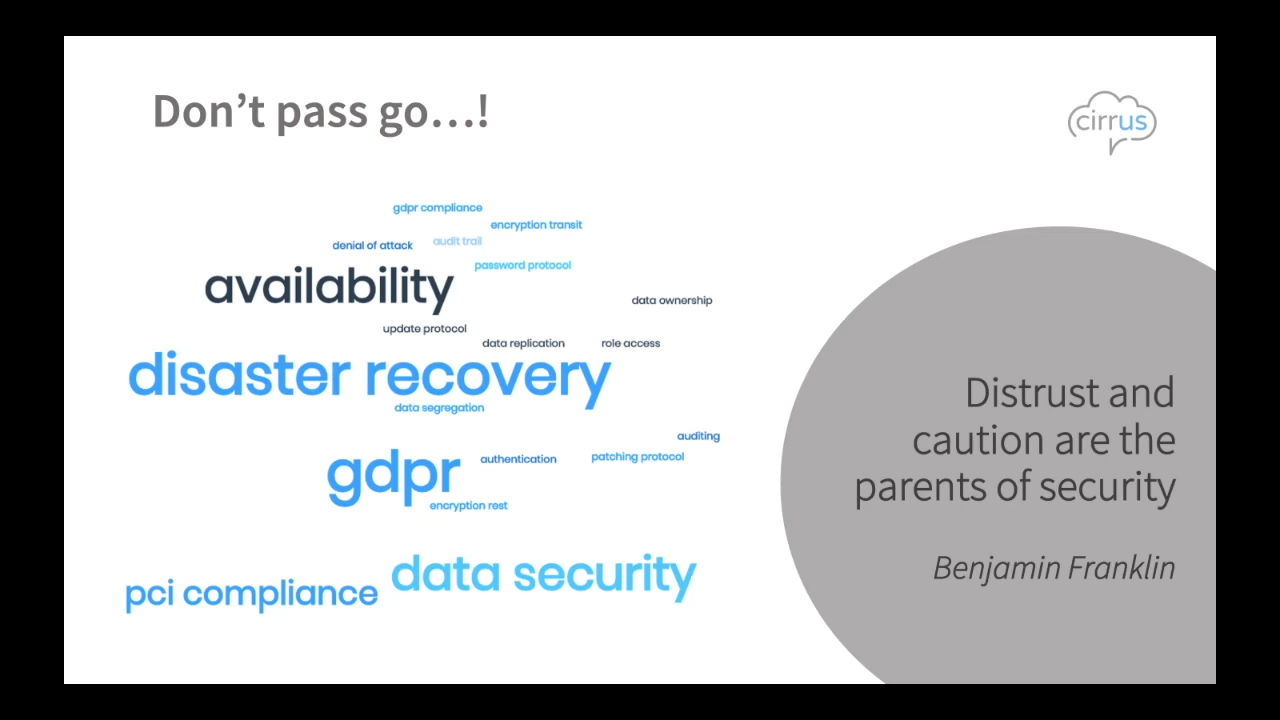 Don’t pass go…!
cirrus
gdpr compliance
encryption transit
denial of attack
audit trail
password protocol
availability
data ownership
update protocol
data replication
role access
disaster recovery
data segregation
auditing
gdpr
authentication
patching protocol
encryption rest
data security
pci compliance
Distrust and
caution are the
parents of security
Benjamin Franklin